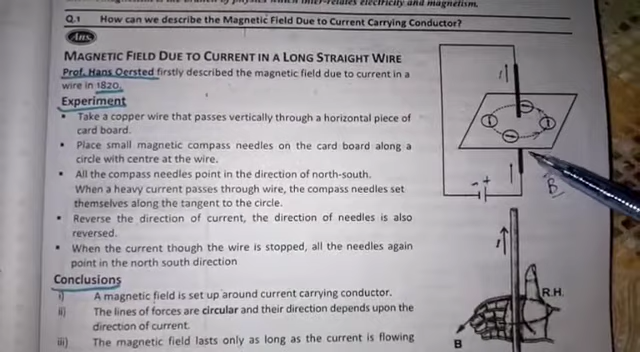 which inter-relates electricity and magnetism.
Q.1 How can we describe the Magnetic Field Due to Current Carrying Conductor?
Ans.
MAGNETIC FIELD DUE TO CURRENT IN A LONG STRAIGHT WIRE
Prof. Hans Oersted firstly described the magnetic field due to current in a
wire in 1820.
Experiment
• Take a copper wire that passes vertically through a horizontal piece of
card board.
• Place small magnetic compass needles on the card board along a
circle with centre at the wire.
• All the compass needles point in the direction of north-south.
When a heavy current passes through wire, the compass needles set
themselves along the tangent to the circle.
• Reverse the direction of current, the direction of needles is also
reversed.
• When the current though the wire is stopped, all the needles again
point in the north south direction
Conclusions
i) A magnetic field is set up around current carrying conductor.
ii) The lines of forces are circular and their direction depends upon the
direction of current.
iii) The magnetic field lasts only as long as the current is flowing
I
- +
B
I
R.H.
B